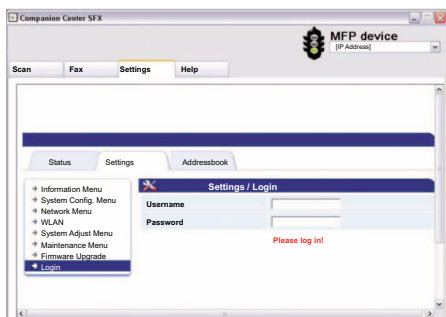 Companion Center SFX
MFP device
[IP Address]
Scan Fax Settings Help
Status Settings Addressbook
Information Menu
System Config. Menu
Network Menu
WLAN
System Adjust Menu
Maintenance Menu
Firmware Upgrade
Login
Settings / Login
Username
Password
Please log in!